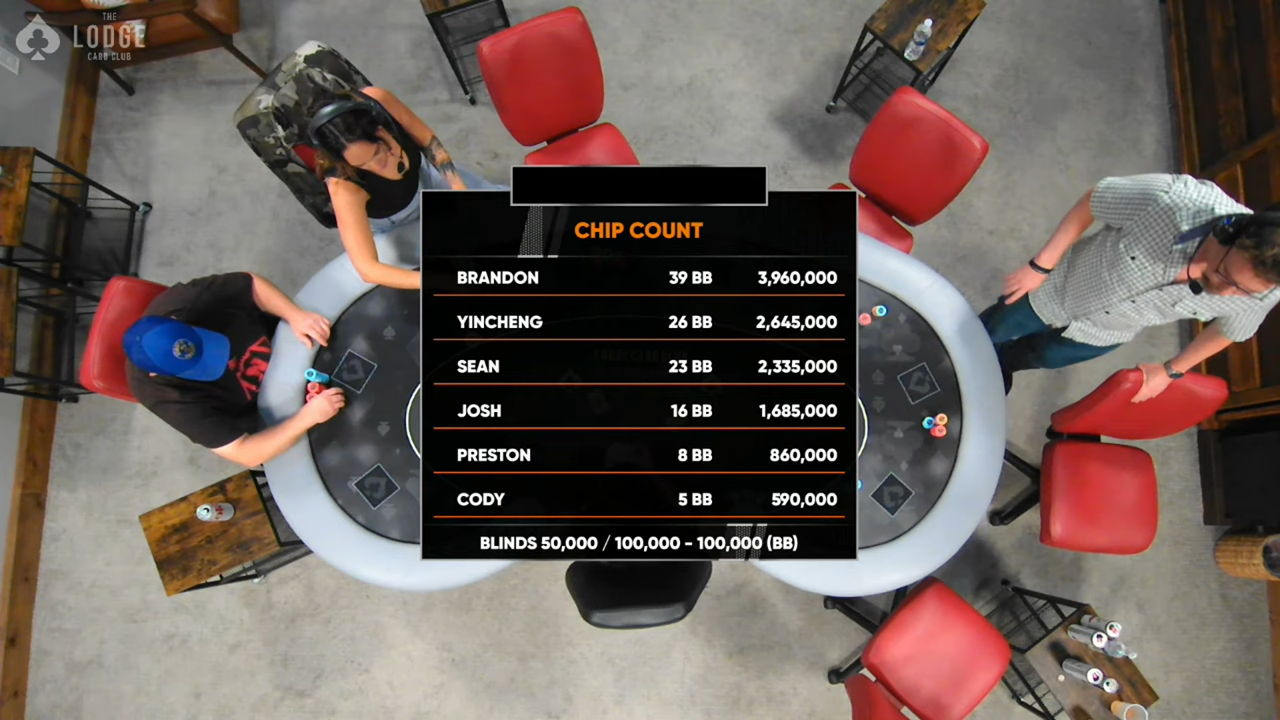 THE
LODGE
CARD CLUB
CHIP COUNT
BRANDON 39 BB 3,960,000
YINCHENG 26 BB 2,645,000
SEAN 23 BB 2,335,000
JOSH 16 BB 1,685,000
PRESTON 8 BB 860,000
CODY 5 BB 590,000
BLINDS 50,000 / 100,000 - 100,000 (BB)